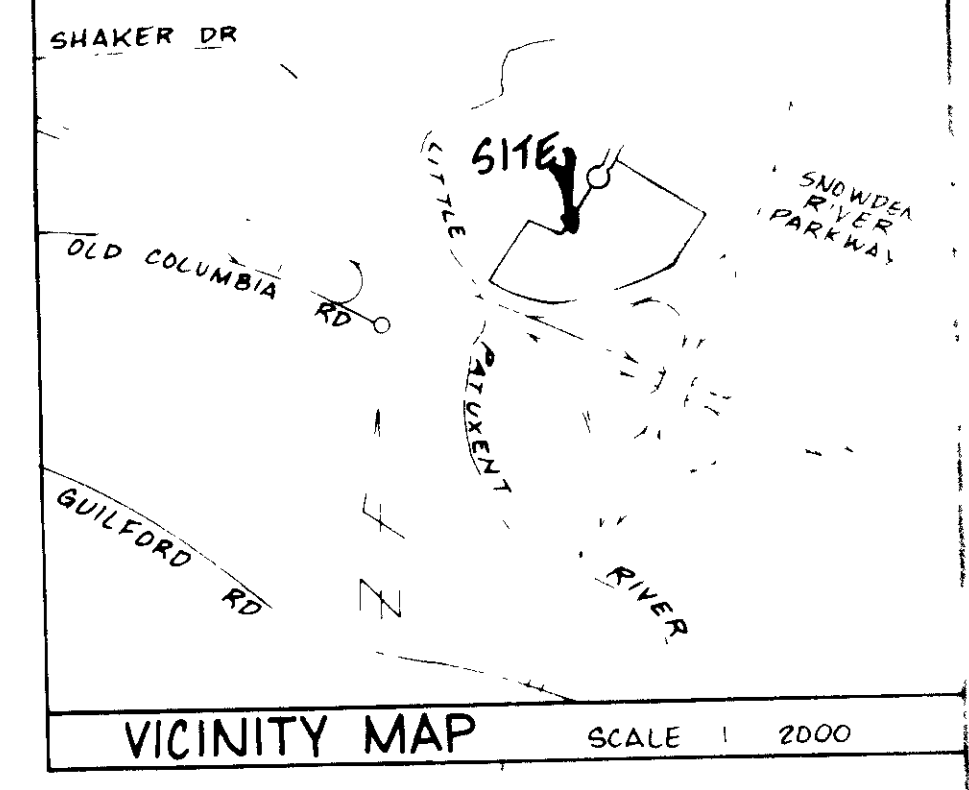 SHAKER DR
SITE
LITTLE
SNOWDEN
RIVER
PARKWAY
OLD COLUMBIA
RD
PATUXENT
GUILFORD
RD
N
RIVER
VICINITY MAP
SCALE 1 2000